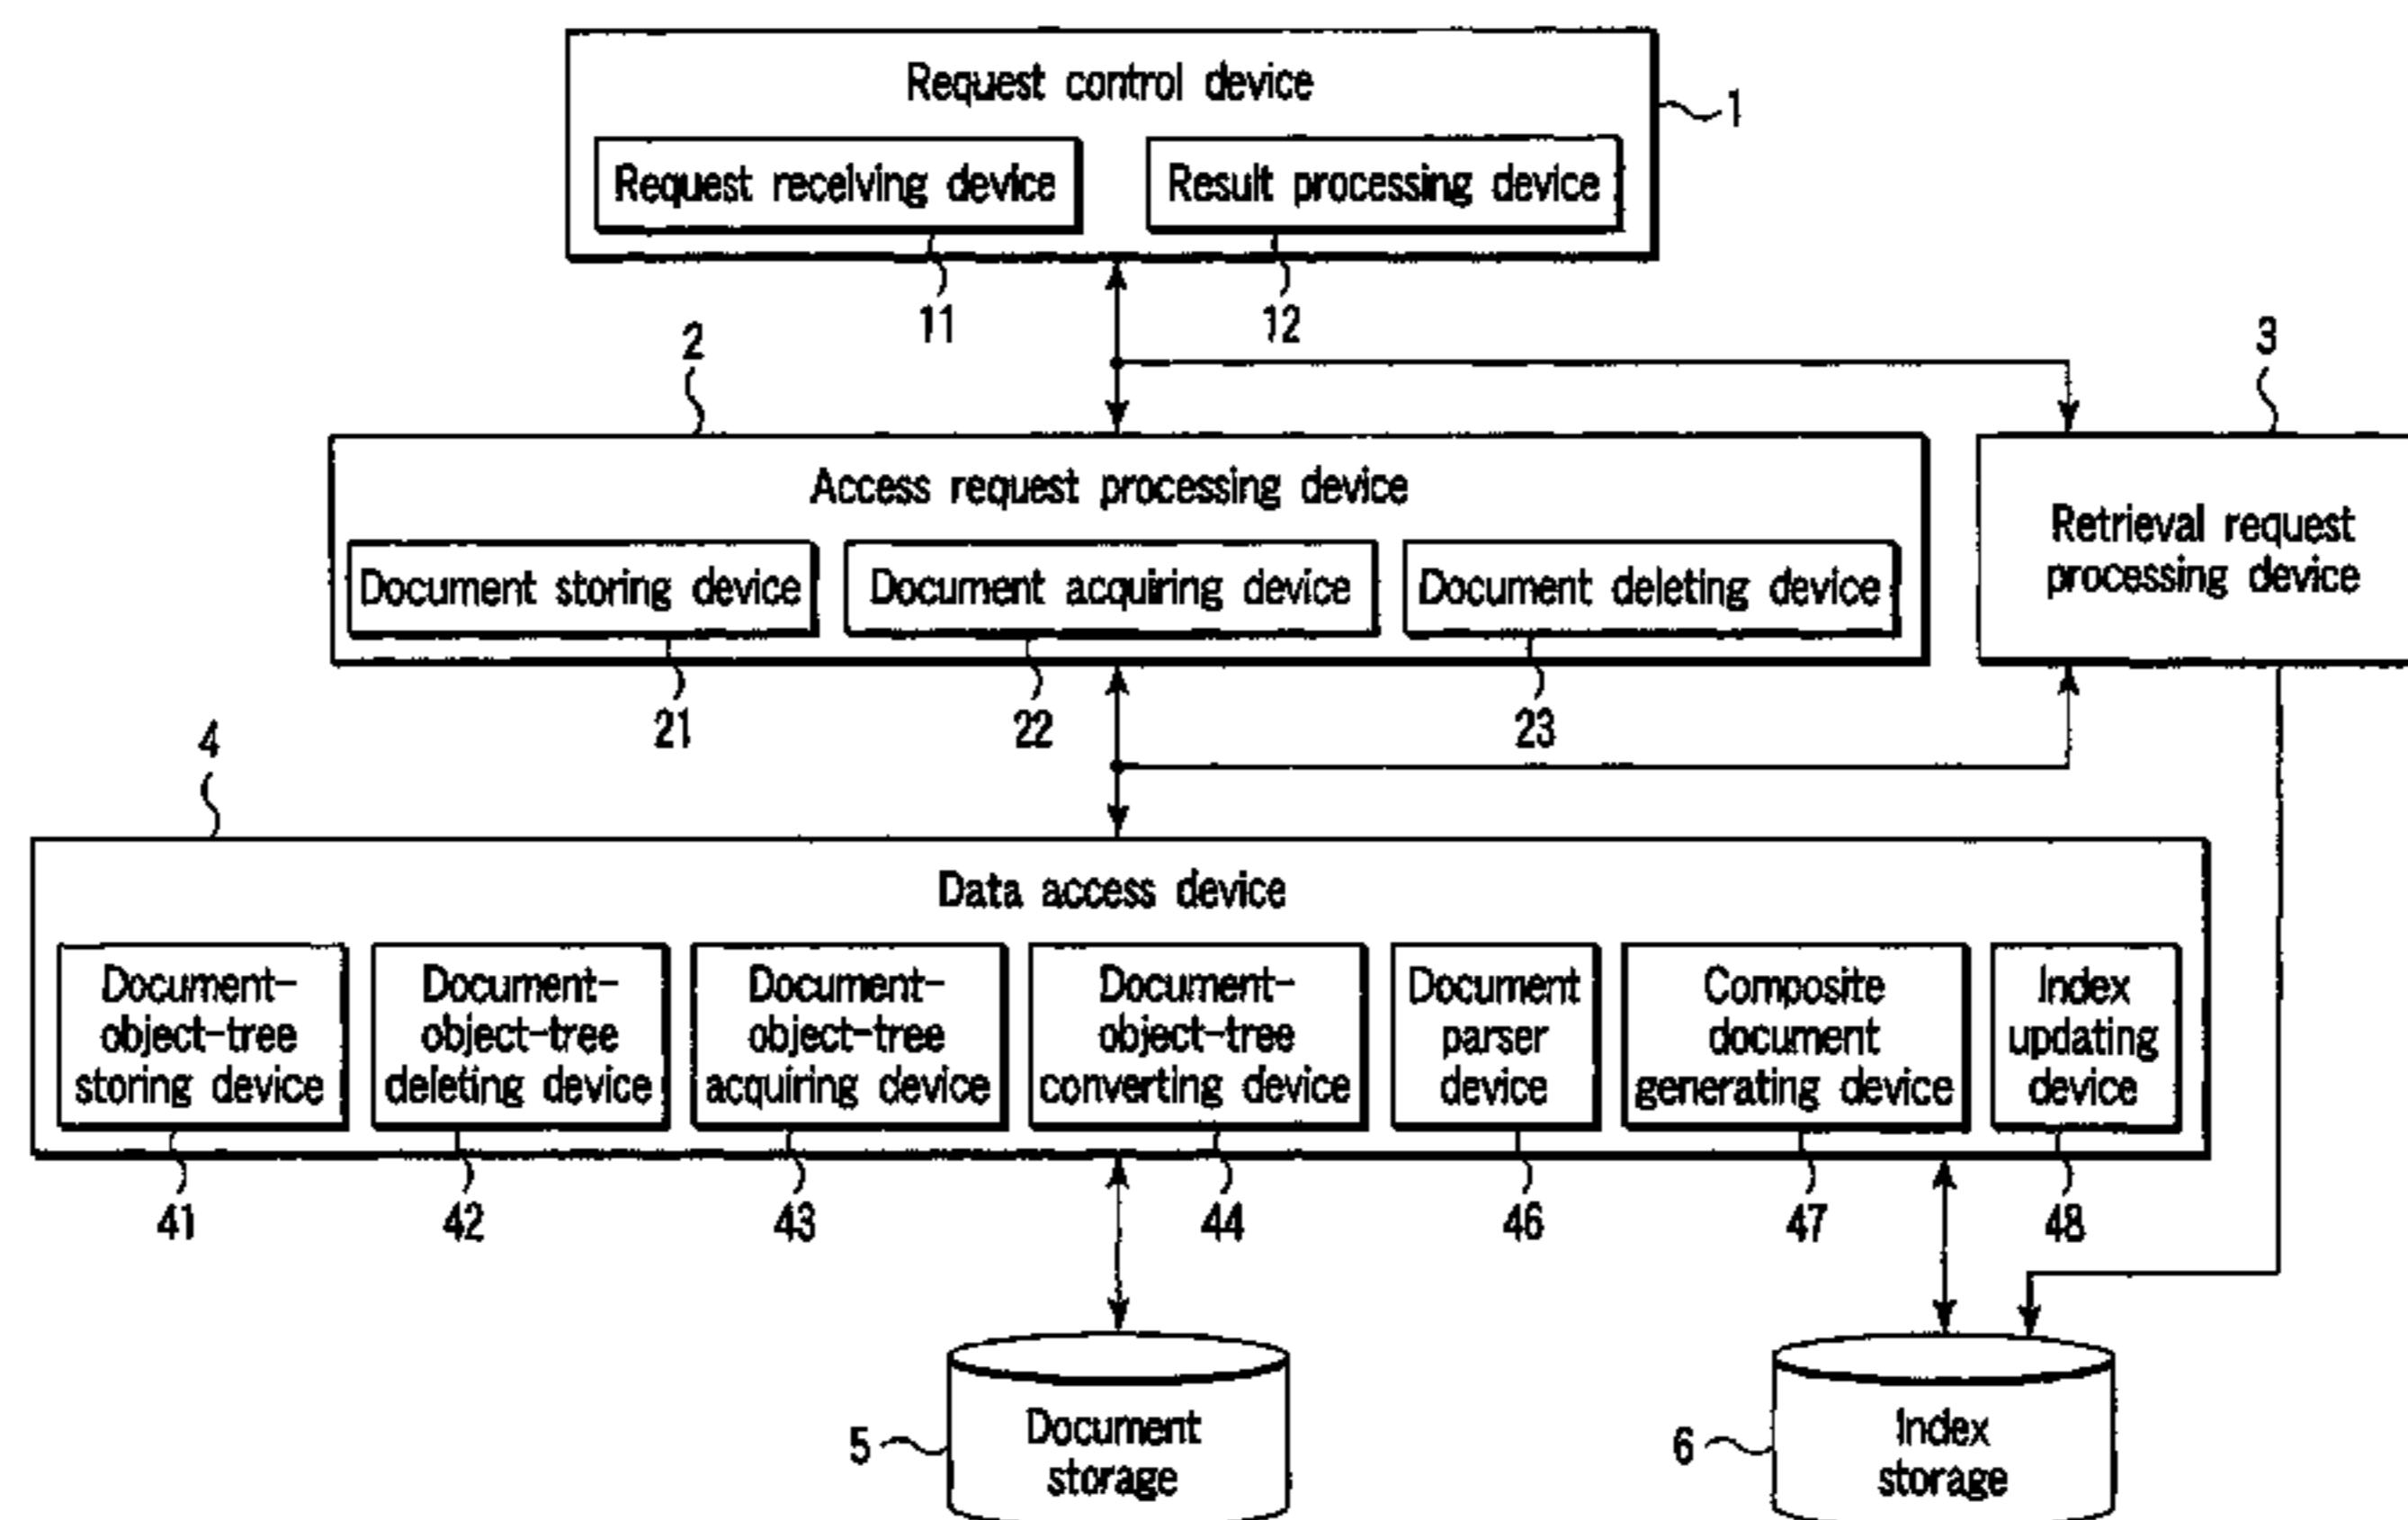 Request control device
1
Request receiving device
Result processing device
11
12
2
3
Access request processing device
Retrieval request
processing device
Document storing device
Document acquiring device
Document deleting device
21
22
23
4
Data access device
Document-
object-tree
storing device
Document-
object-tree
deleting device
Document-
object-tree
acquiring device
Document-
object-tree
converting device
Document
parser
device
Composite
document
generating device
Index
updating
device
41
42
43
44
46
47
48
5
Document
storage
6
Index
storage